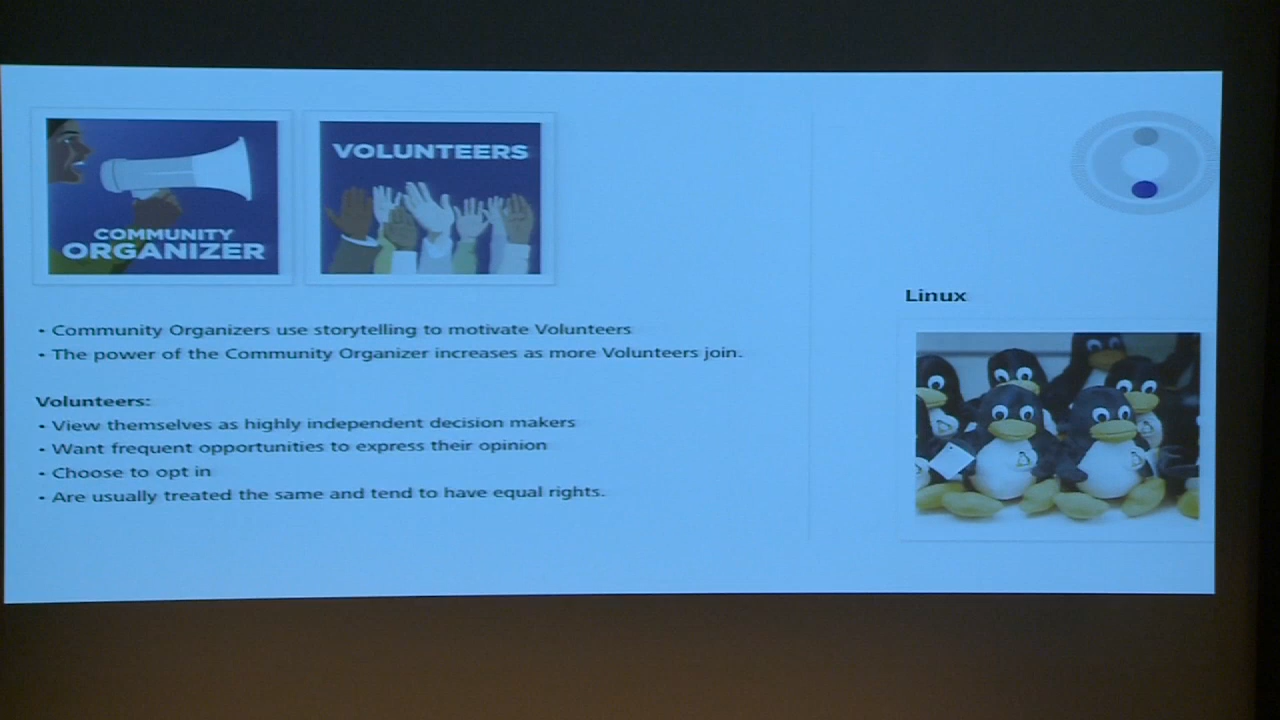 COMMUNITY
ORGANIZER
VOLUNTEERS
• Community Organizers use storytelling to motivate Volunteers
• The power of the Community Organizer increases as more Volunteers join.
Volunteers:
• View themselves as highly independent decision makers
• Want frequent opportunities to express their opinion
• Choose to opt in
• Are usually treated the same and tend to have equal rights.
Linux